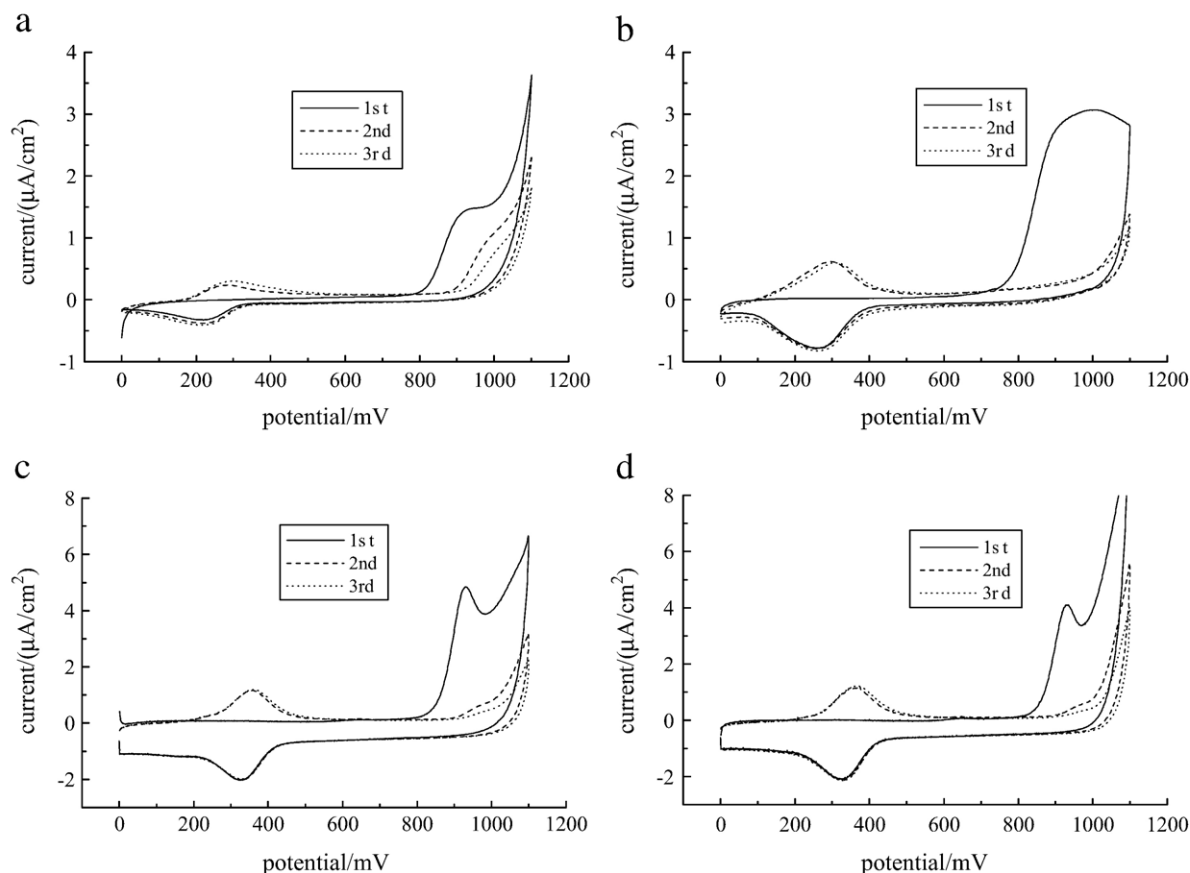 a
4
3
2
1
0
-1
current/(μA/cm²)
1st
2nd
3rd
0 200 400 600 800 1000 1200
potential/mV
b
4
3
2
1
0
-1
current/(μA/cm²)
1st
2nd
3rd
0 200 400 600 800 1000 1200
potential/mV
c
8
6
4
2
0
-2
current/(μA/cm²)
1st
2nd
3rd
0 200 400 600 800 1000 1200
potential/mV
d
8
6
4
2
0
-2
current/(μA/cm²)
1st
2nd
3rd
0 200 400 600 800 1000 1200
potential/mV